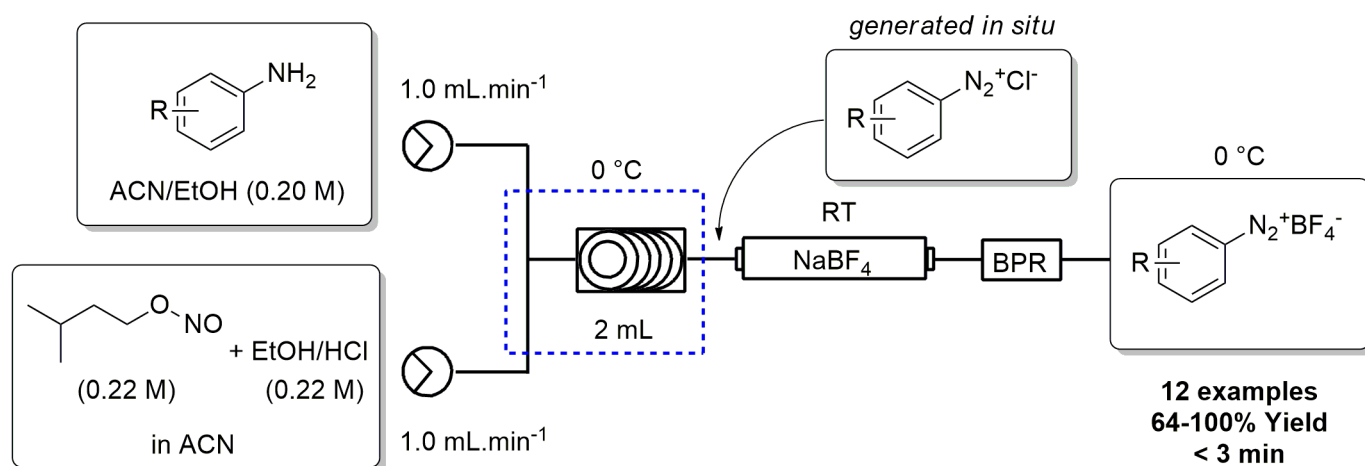 NH2
R
ACN/EtOH (0.20 M)
1.0 mL.min-1
O
NO
+ EtOH/HCl
(0.22 M) (0.22 M)
in ACN
1.0 mL.min-1
0 °C
2 mL
generated in situ
N2+Cl-
R
RT
NaBF4
BPR
0 °C
N2+BF4-
R
12 examples
64-100% Yield
< 3 min